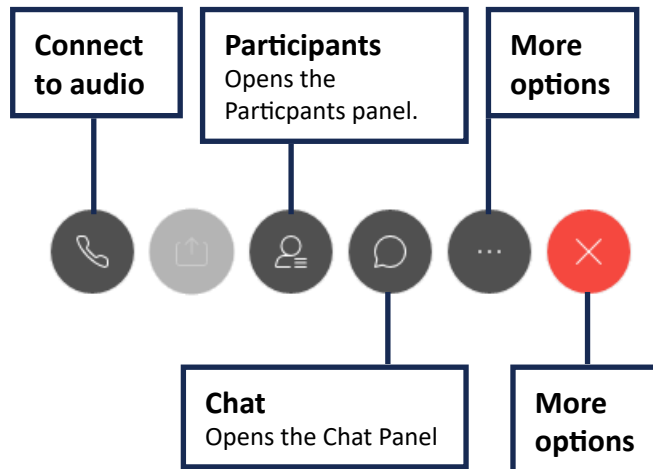 Connect
to audio
Participants
Opens the
Particpants panel.
More
options
Chat
Opens the Chat Panel
More
options